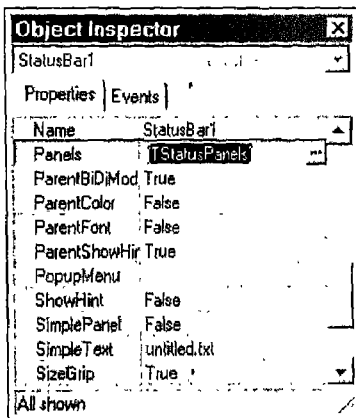 Object Inspector
StatusBar1
Properties Events
Name StatusBar1
Panels (TStatusPanels)
ParentBiDiMod True
ParentColor False
ParentFont False
ParentShowHir True
PopupMenu
ShowHint False
SimplePanel False
SimpleText untitled.txt
SizeGrip True
All shown